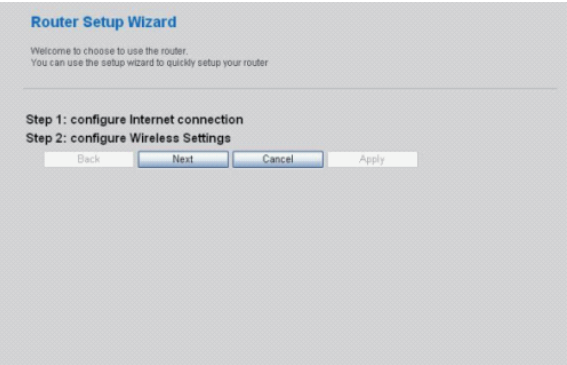 Router Setup Wizard
Welcome to choose to use the router.
You can use the setup wizard to quickly setup your router
Step 1: configure Internet connection
Step 2: configure Wireless Settings
Back Next Cancel Apply